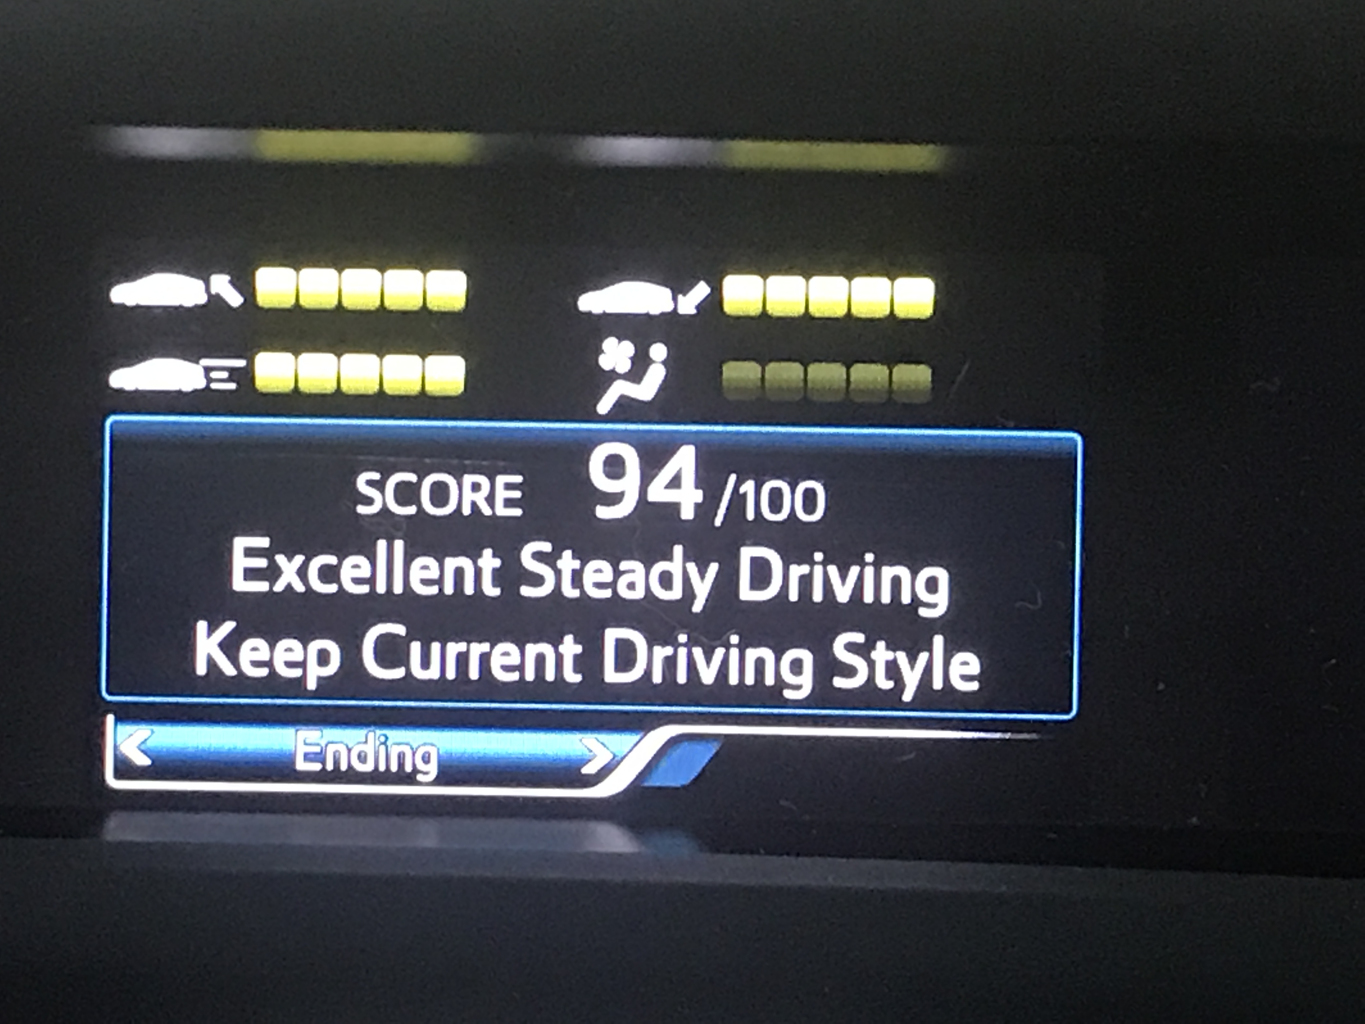 SCORE 94/100
Excellent Steady Driving
Keep Current Driving Style
Ending